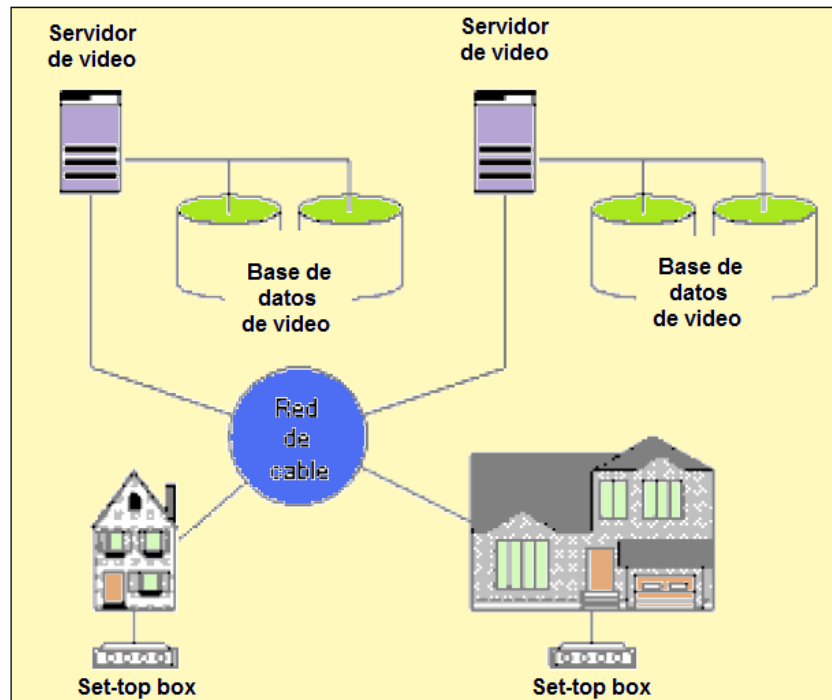 Servidor
de video
Servidor
de video
Base de
datos
de video
Base de
datos
de video
Red
de
cable
Set-top box
Set-top box